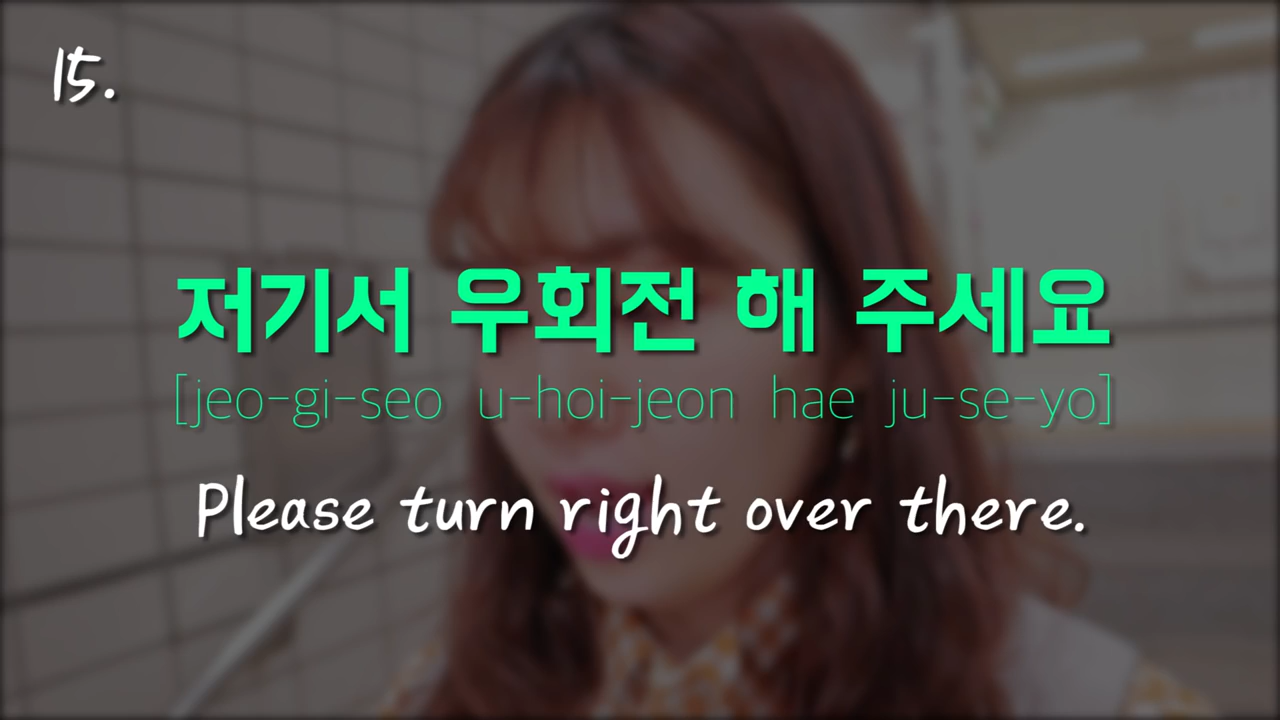 15.
저기서 우회전 해 주세요
[jeo-gi-seo u-hoi-jeon hae ju-se-yo]
Please turn right over there.